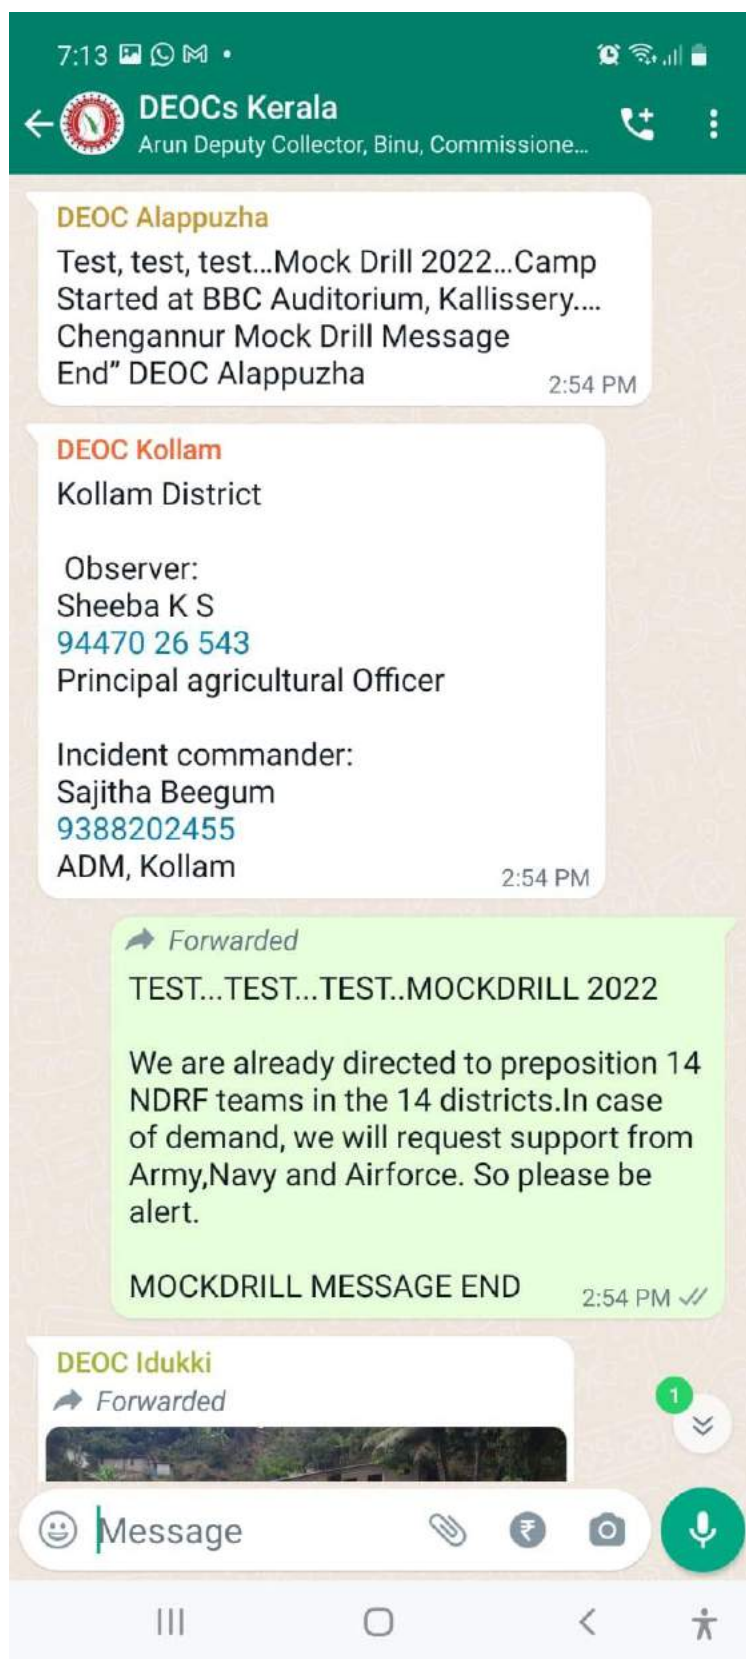 7:13
DEOCs Kerala
Arun Deputy Collector, Binu, Commissione...
DEOC Alappuzha
Test, test, test...Mock Drill 2022...Camp
Started at BBC Auditorium, Kallissery....
Chengannur Mock Drill Message
End” DEOC Alappuzha
2:54 PM
DEOC Kollam
Kollam District
Observer:
Sheeba K S
94470 26 543
Principal agricultural Officer
Incident commander:
Sajitha Beegum
9388202455
ADM, Kollam
2:54 PM
Forwarded
TEST...TEST...TEST..MOCKDRILL 2022
We are already directed to preposition 14
NDRF teams in the 14 districts.In case
of demand, we will request support from
Army,Navy and Airforce. So please be
alert.
MOCKDRILL MESSAGE END
2:54 PM
DEOC Idukki
Forwarded
1
Message